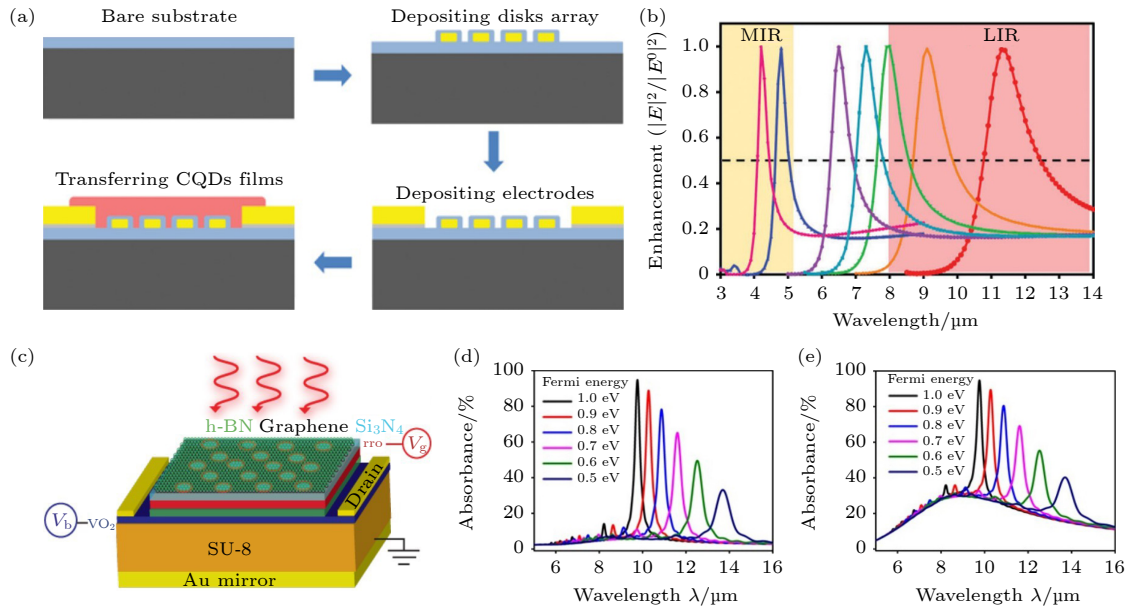 (a)
Bare substrate
Depositing disks array
Transferring CQDs films
Depositing electrodes
(b)
MIR
LIR
Enhancement (|E|²/|E⁰|²)
1.0
0.8
0.6
0.4
0.2
0
3 4 5 6 7 8 9 10 11 12 13 14
Wavelength/µm
(c)
h-BN Graphene Si₃N₄
rro
Vg
Drain
Vb
VO₂
SU-8
Au mirror
(d)
Absorbance/%
100
80
60
40
20
0
Fermi energy
1.0 eV
0.9 eV
0.8 eV
0.7 eV
0.6 eV
0.5 eV
6 8 10 12 14 16
Wavelength λ/µm
(e)
Absorbance/%
100
80
60
40
20
0
Fermi energy
1.0 eV
0.9 eV
0.8 eV
0.7 eV
0.6 eV
0.5 eV
6 8 10 12 14 16
Wavelength λ/µm